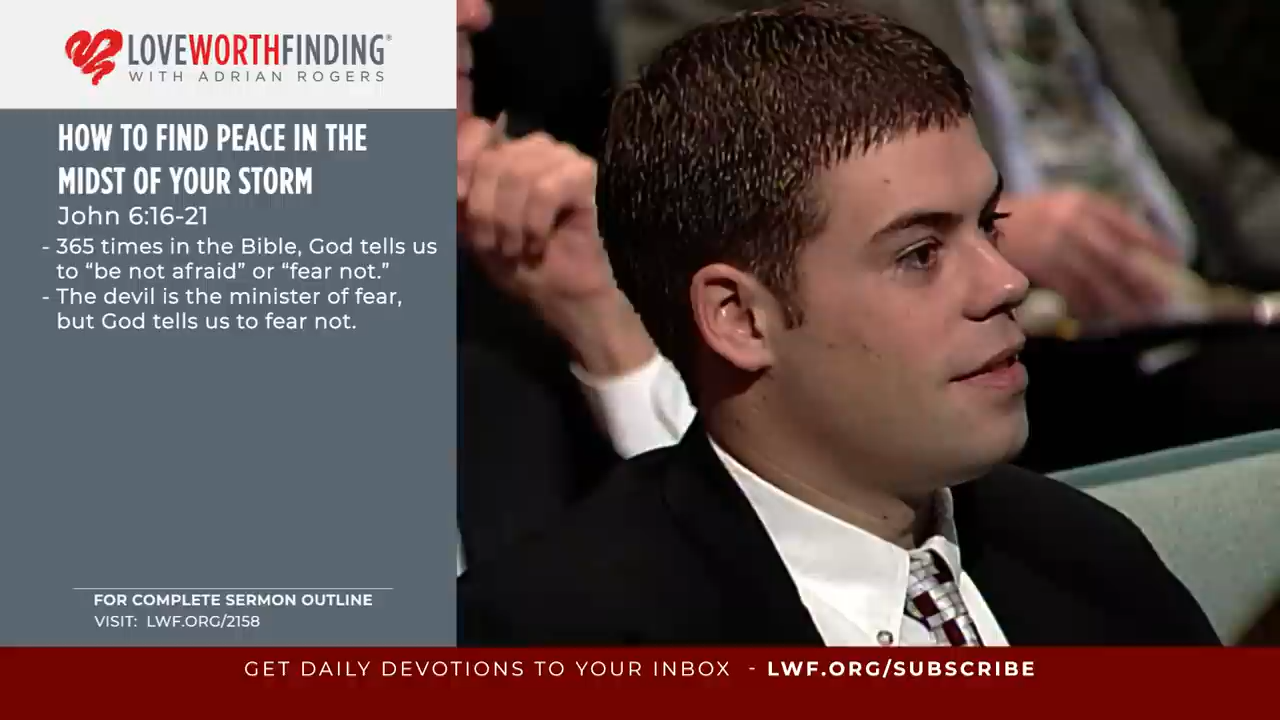 LOVEWORTHFINDING®
WITH ADRIAN ROGERS
HOW TO FIND PEACE IN THE
MIDST OF YOUR STORM
John 6:16-21
- 365 times in the Bible, God tells us
to “be not afraid” or “fear not.”
- The devil is the minister of fear,
but God tells us to fear not.
FOR COMPLETE SERMON OUTLINE
VISIT: LWF.ORG/2158
GET DAILY DEVOTIONS TO YOUR INBOX - LWF.ORG/SUBSCRIBE